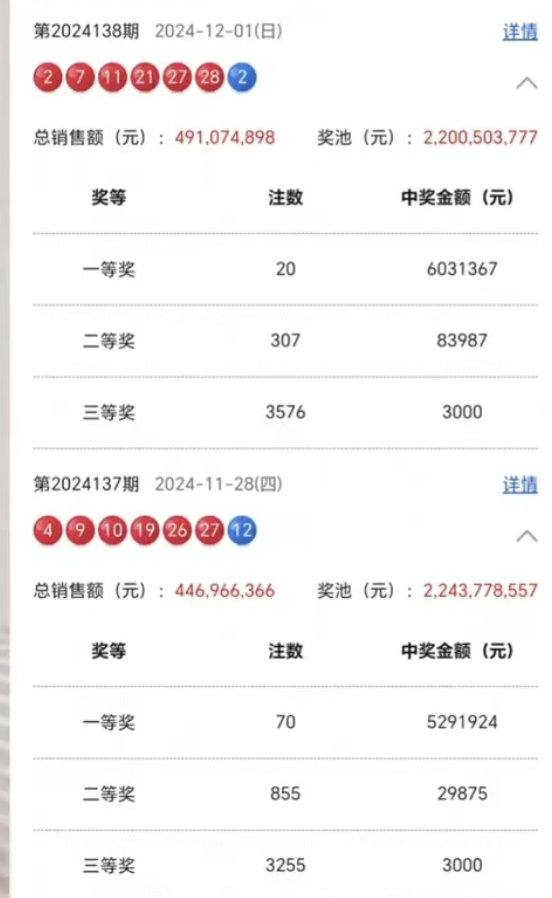 第2024138期 2024-12-01(日) 详情
2 7 11 21 27 28 2
总销售额（元）：491,074,898 奖池（元）：2,200,503,777
奖等 注数 中奖金额（元）
一等奖 20 6031367
二等奖 307 83987
三等奖 3576 3000
第2024137期 2024-11-28(四) 详情
4 9 10 19 26 27 12
总销售额（元）：446,966,366 奖池（元）：2,243,778,557
奖等 注数 中奖金额（元）
一等奖 70 5291924
二等奖 855 29875
三等奖 3255 3000